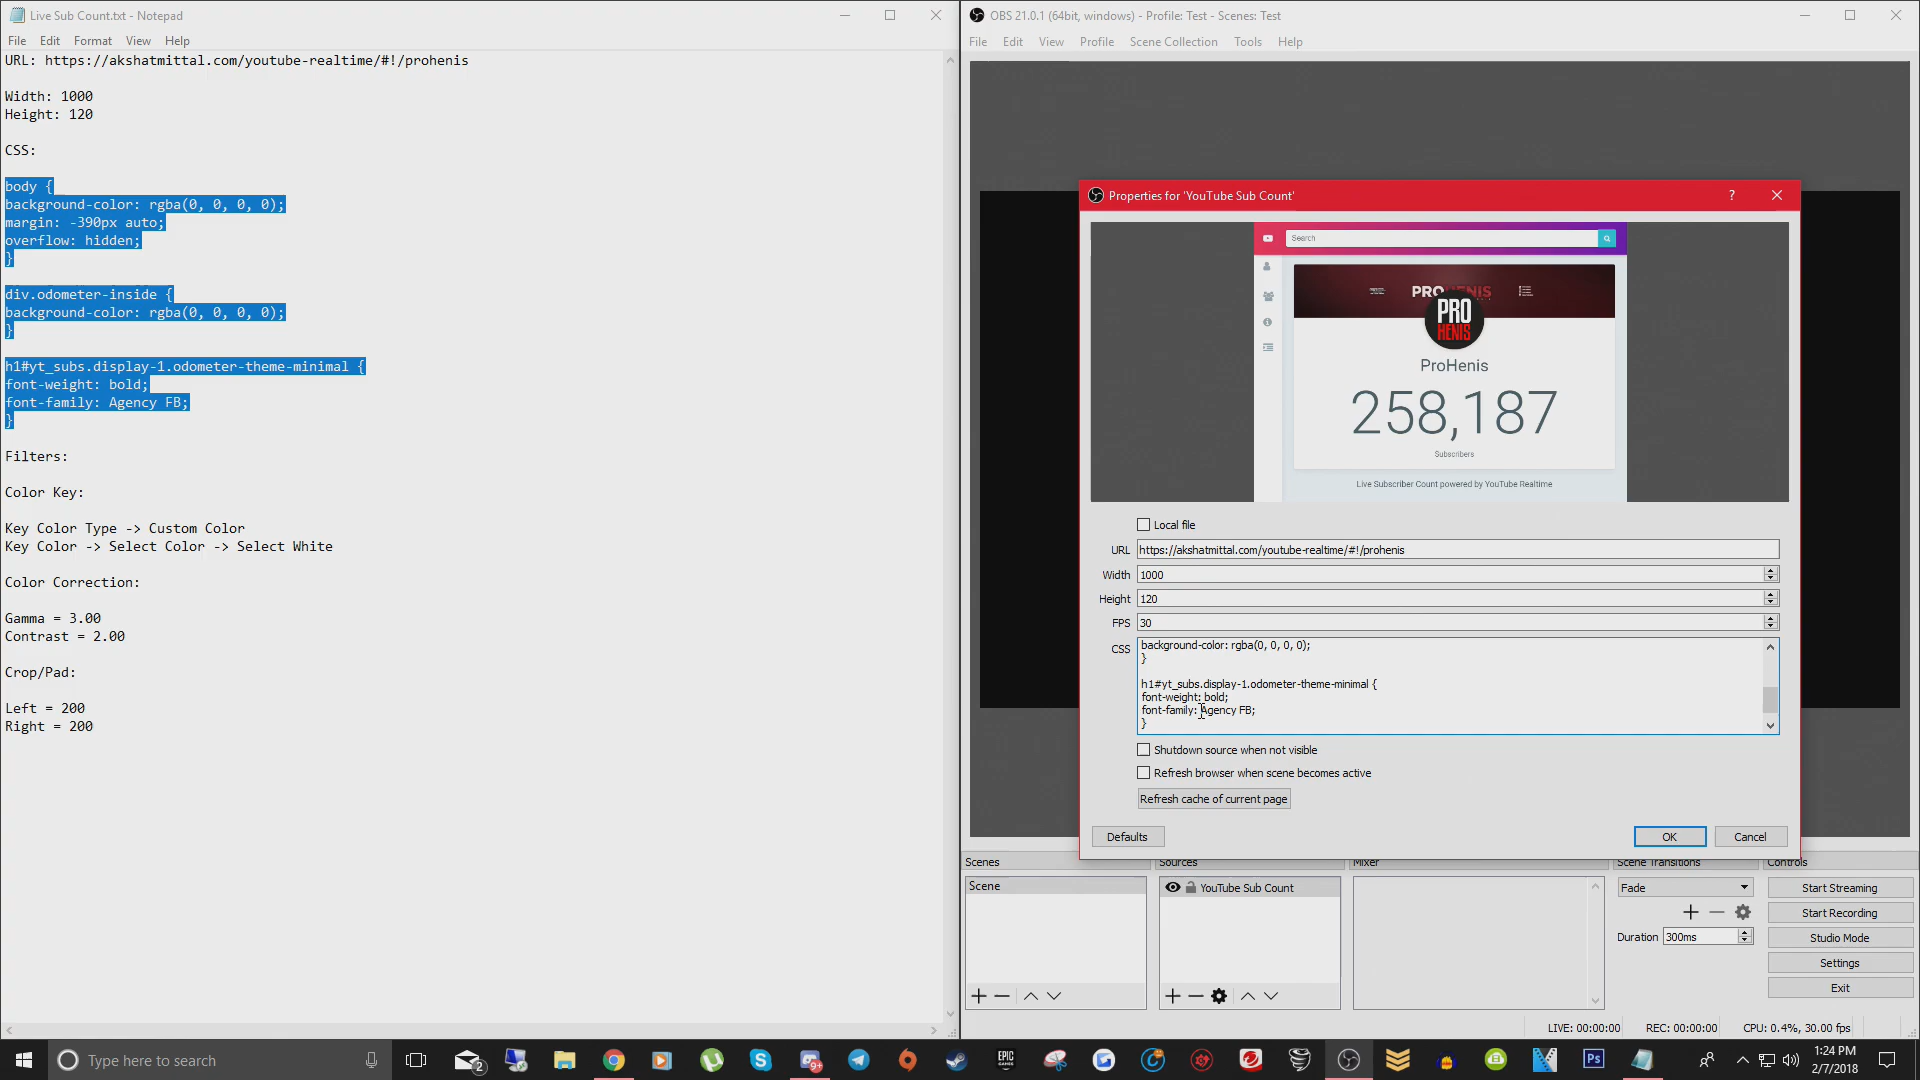 Live Sub Count.txt - Notepad
File Edit Format View Help
URL: https://akshatmittal.com/youtube-realtime/#!/prohenis
Width: 1000
Height: 120
CSS:
body {
background-color: rgba(0, 0, 0, 0);
margin: -390px auto;
overflow: hidden;
}
div.odometer-inside {
background-color: rgba(0, 0, 0, 0);
}
h1#yt_subs.display-1.odometer-theme-minimal {
font-weight: bold;
font-family: Agency FB;
}
Filters:
Color Key:
Key Color Type -> Custom Color
Key Color -> Select Color -> Select White
Color Correction:
Gamma = 3.00
Contrast = 2.00
Crop/Pad:
Left = 200
Right = 200
OBS 21.0.1 (64bit, windows) - Profile: Test - Scenes: Test
File Edit View Profile Scene Collection Tools Help
Properties for 'YouTube Sub Count'
?
Search
PRO HENIS
ProHenis
258,187
Subscribers
Live Subscriber Count powered by YouTube Realtime
Local file
URL https://akshatmittal.com/youtube-realtime/#!/prohenis
Width 1000
Height 120
FPS 30
CSS
background-color: rgba(0, 0, 0, 0);
}
h1#yt_subs.display-1.odometer-theme-minimal {
font-weight: bold;
font-family: Agency FB;
}
Shutdown source when not visible
Refresh browser when scene becomes active
Refresh cache of current page
Defaults OK Cancel
Scenes Sources Mixer Scene Transitions Controls
Scene
YouTube Sub Count
Fade
Duration 300ms
Start Streaming
Start Recording
Studio Mode
Settings
Exit
LIVE: 00:00:00 REC: 00:00:00 CPU: 0.4%, 30.00 fps
Type here to search
2
9+
EPIC GAMES
Ps
1:24 PM
2/7/2018